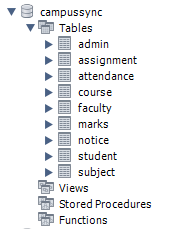 campussync
Tables
admin
assignment
attendance
course
faculty
marks
notice
student
subject
Views
Stored Procedures
Functions